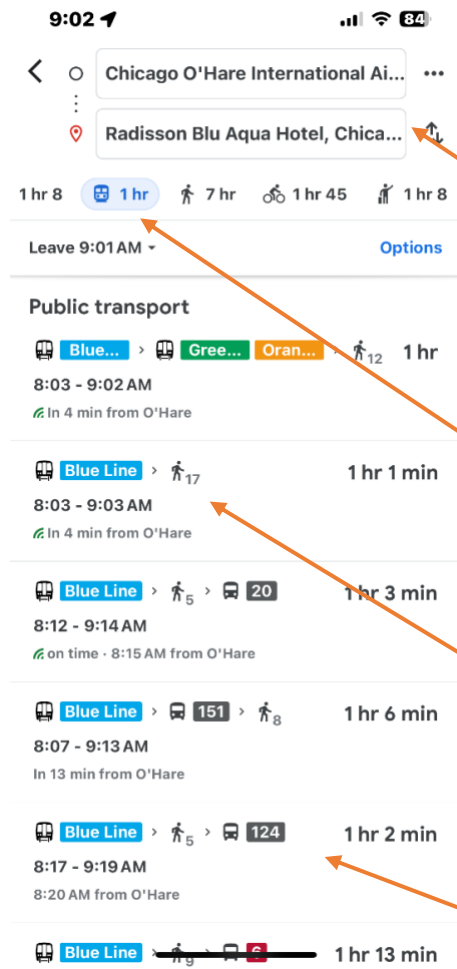 9:02 84
Chicago O'Hare International Ai...
Radisson Blu Aqua Hotel, Chica...
1 hr 8 1 hr 7 hr 1 hr 45 1 hr 8
Leave 9:01 AM Options
Public transport
Blue... Gree... Oran... 12 1 hr
8:03 - 9:02 AM
In 4 min from O'Hare
Blue Line 17 1 hr 1 min
8:03 - 9:03 AM
In 4 min from O'Hare
Blue Line 5 20 1 hr 3 min
8:12 - 9:14 AM
on time · 8:15 AM from O'Hare
Blue Line 151 8 1 hr 6 min
8:07 - 9:13 AM
In 13 min from O'Hare
Blue Line 5 124 1 hr 2 min
8:17 - 9:19 AM
8:20 AM from O'Hare
Blue Line 9 6 1 hr 13 min